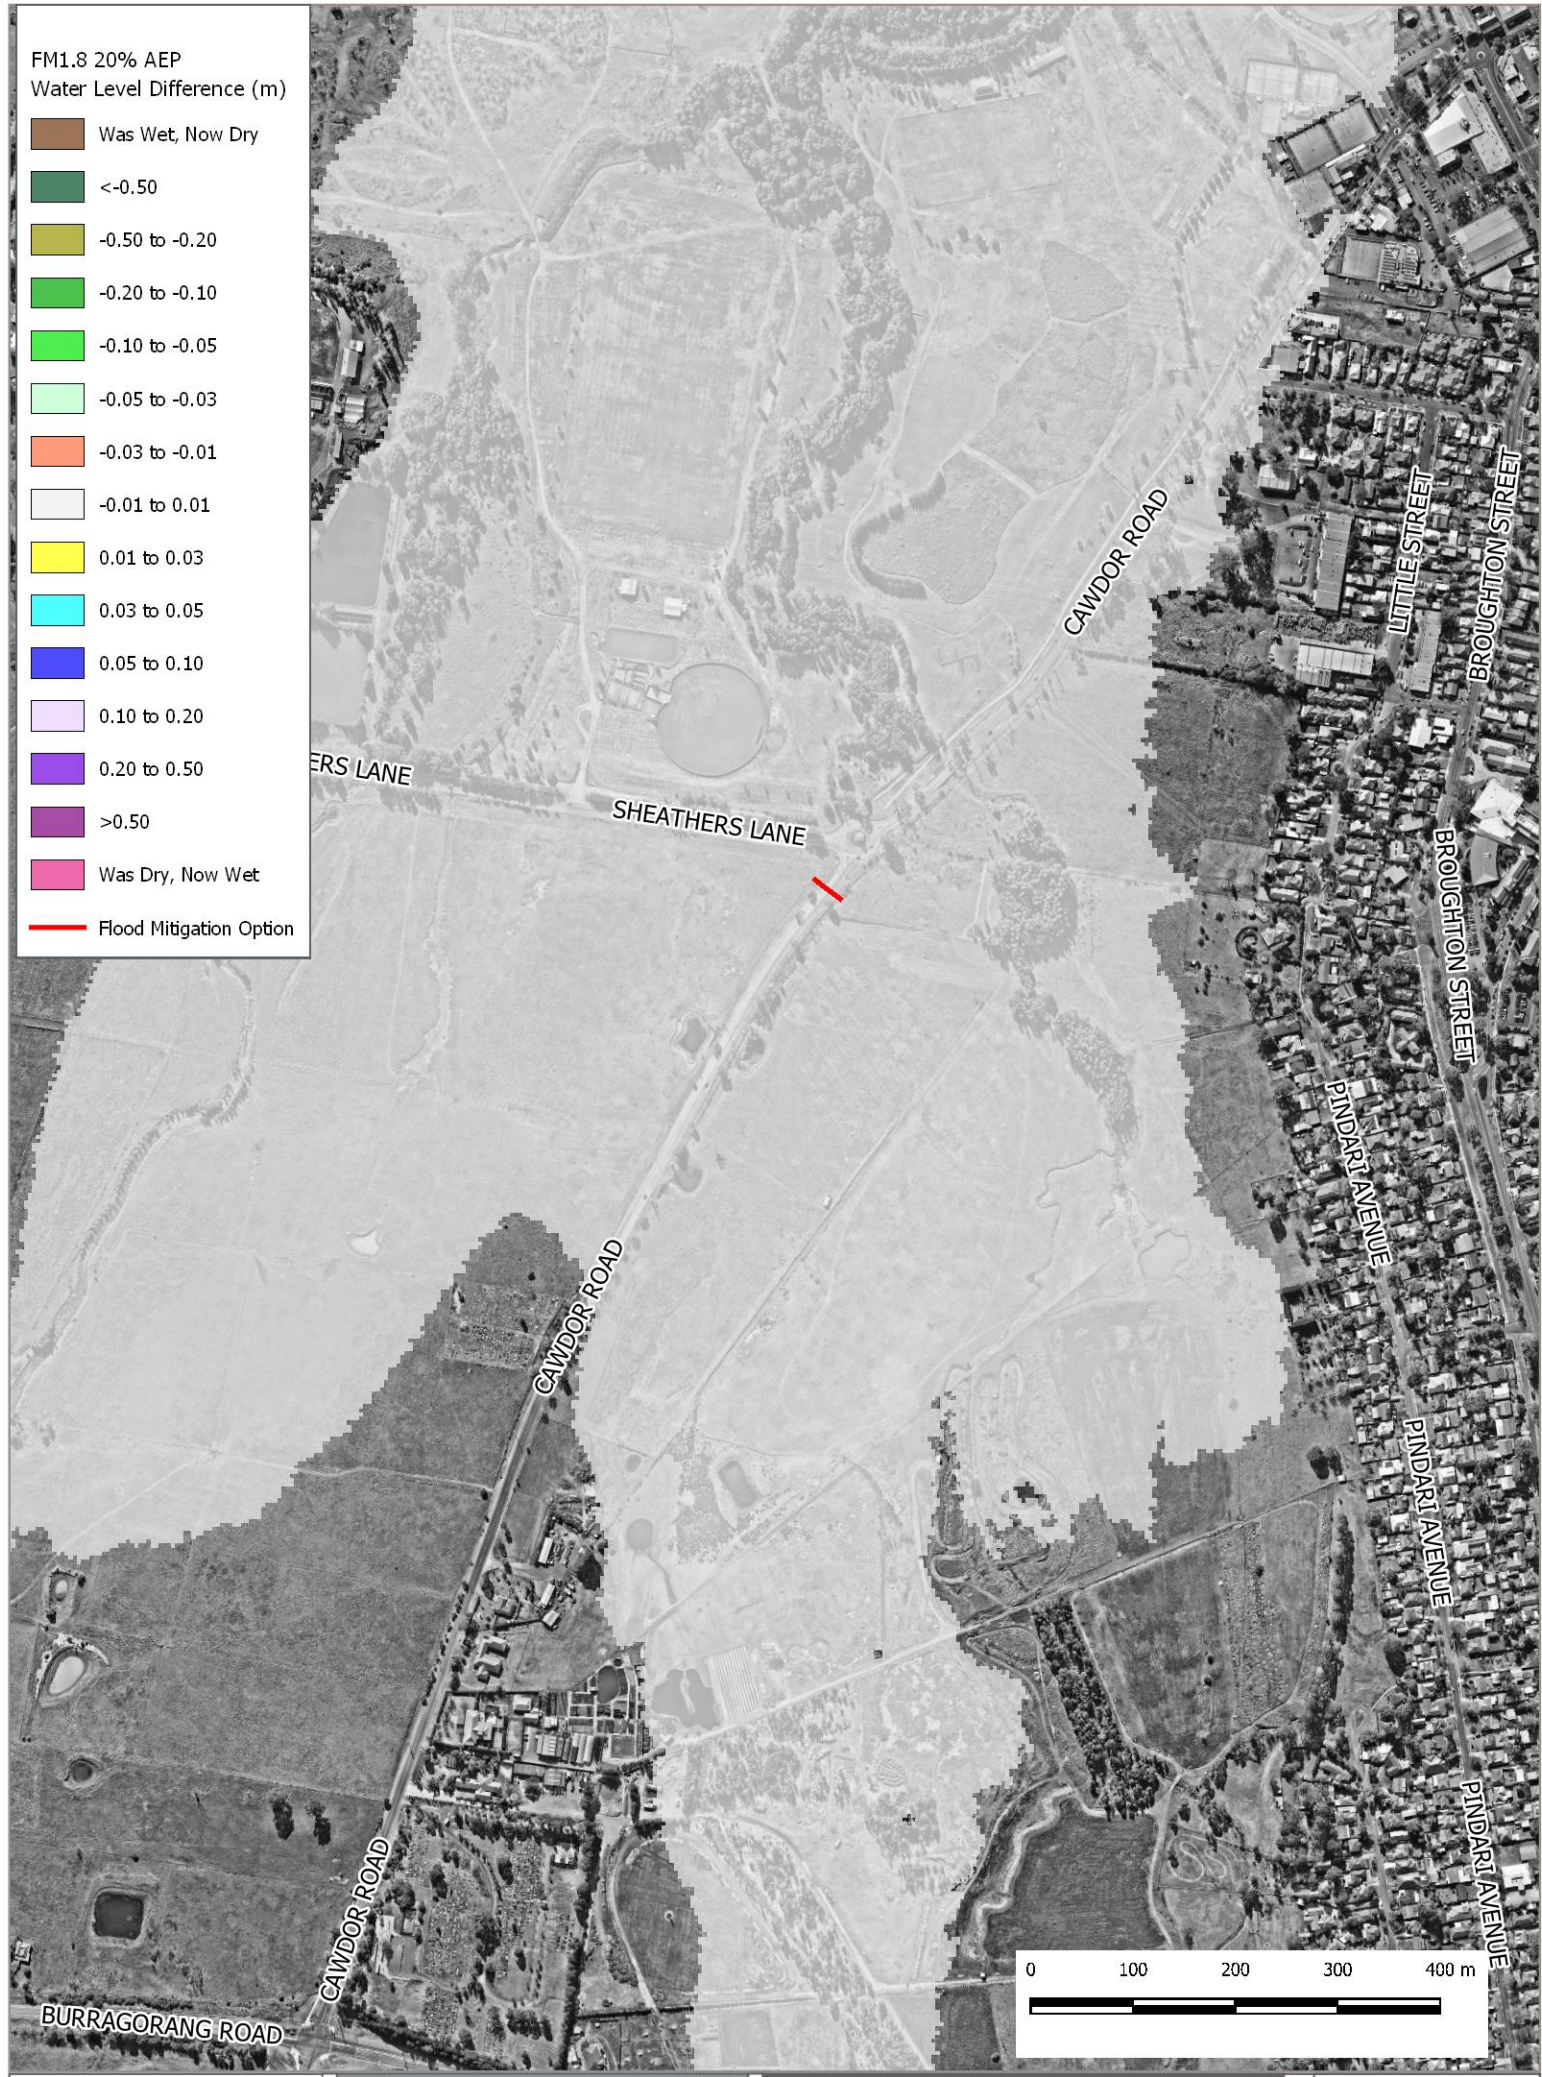 FM1.8 20% AEP
Water Level Difference (m)
Was Wet, Now Dry
<-0.50
-0.50 to -0.20
-0.20 to -0.10
-0.10 to -0.05
-0.05 to -0.03
-0.03 to -0.01
-0.01 to 0.01
0.01 to 0.03
0.03 to 0.05
0.05 to 0.10
0.10 to 0.20
0.20 to 0.50
>0.50
Was Dry, Now Wet
Flood Mitigation Option
CAWDOR ROAD
LITTLE STREET
BROUGHTON STREET
ERS LANE
SHEATHERS LANE
BROUGHTON STREET
PINDARI AVENUE
CAWDOR ROAD
PINDARI AVENUE
PINDARI AVENUE
CAWDOR ROAD
BURRAGORANG ROAD
0 100 200 300 400 m